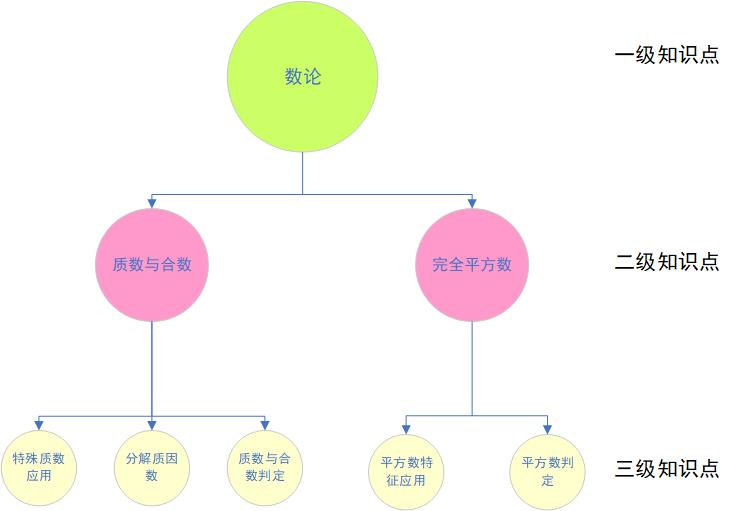 数论
一级知识点
质数与合数
完全平方数
二级知识点
特殊质数
应用
分解质因
数
质数与合
数判定
平方数特
征应用
平方数判
定
三级知识点